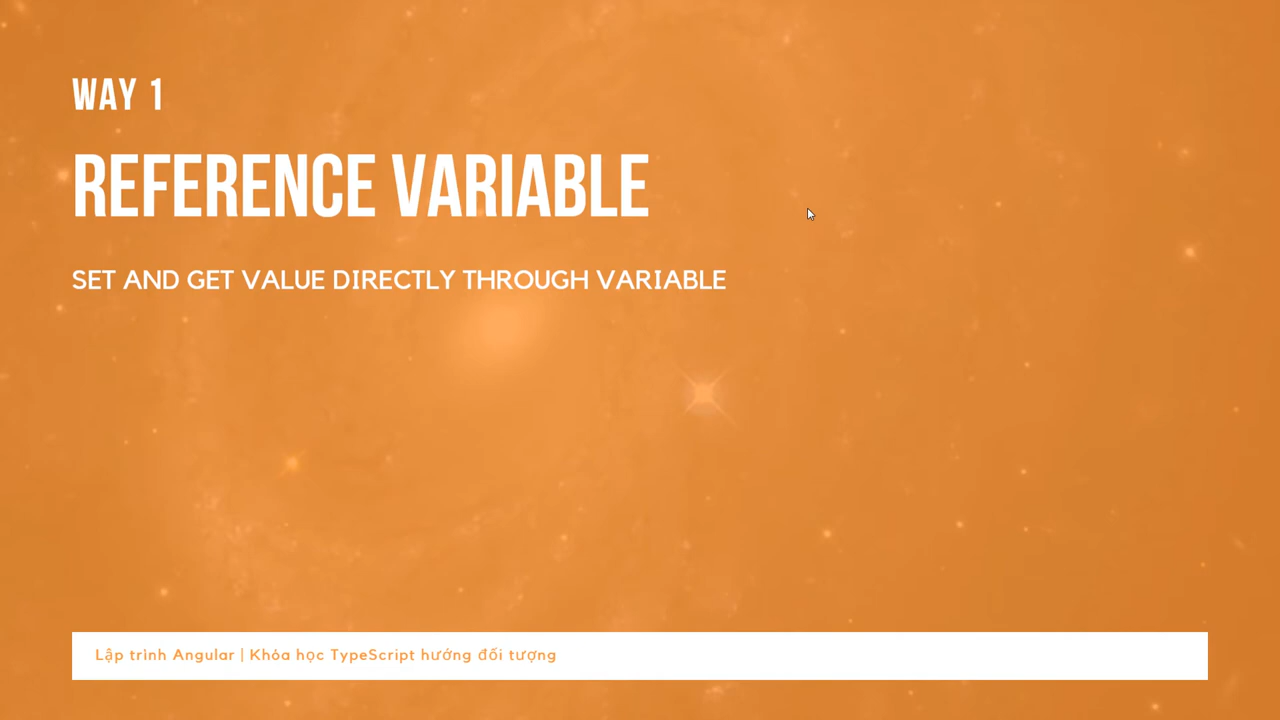 WAY 1
REFERENCE VARIABLE
SET AND GET VALUE DIRECTLY THROUGH VARIABLE
Lập trình Angular | Khóa học TypeScript hướng đối tượng